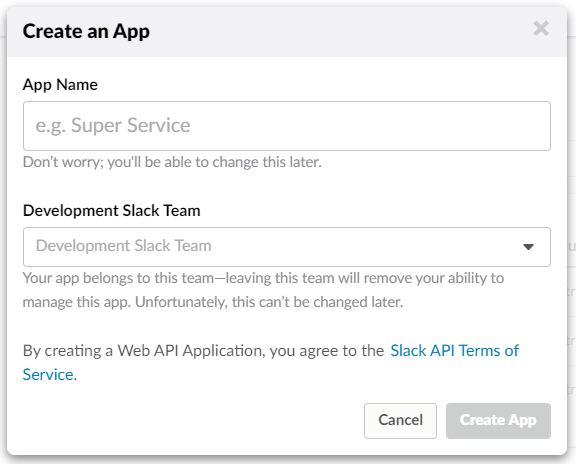 Create an App
App Name
e.g. Super Service
Don't worry; you'll be able to change this later.
Development Slack Team
Development Slack Team
Your app belongs to this team—leaving this team will remove your ability to
manage this app. Unfortunately, this can't be changed later.
By creating a Web API Application, you agree to the Slack API Terms of
Service.
Cancel Create App